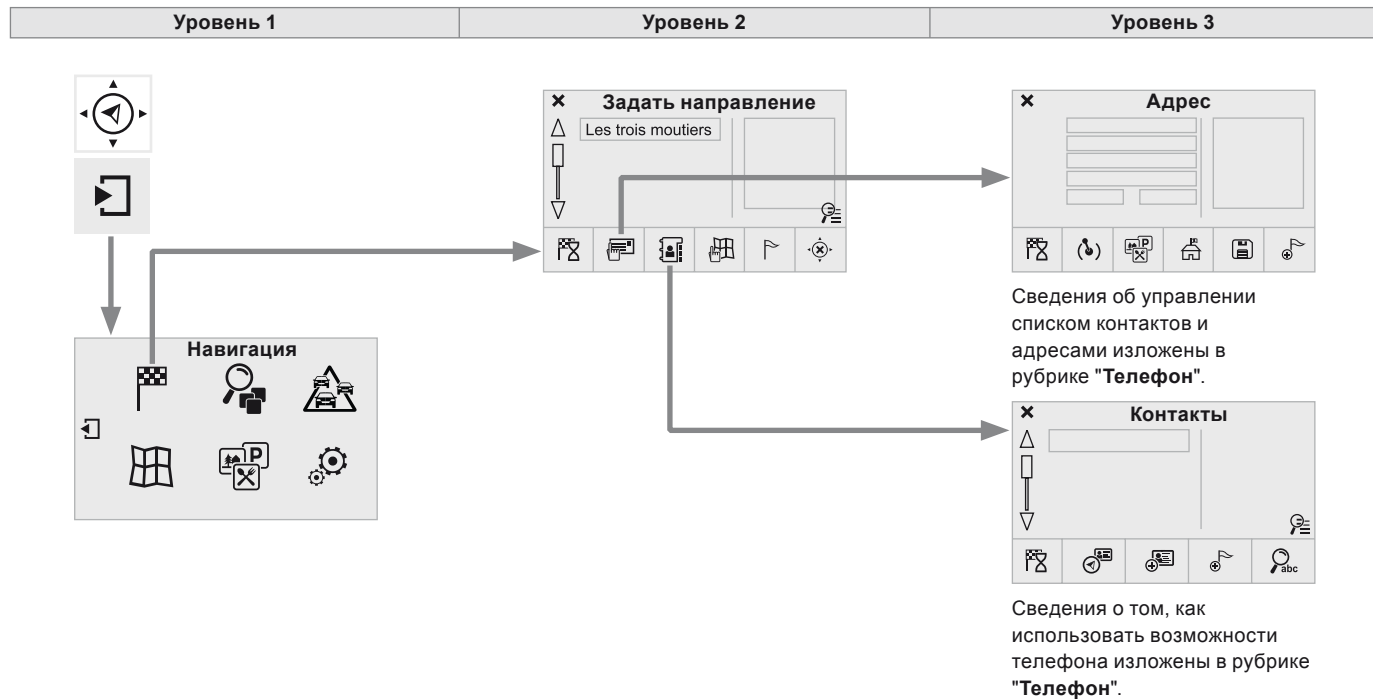 Уровень 1
Уровень 2
Уровень 3
Навигация
P
Задать направление
Les trois moutiers
Адрес
P
Сведения об управлении
списком контактов и
адресами изложены в
рубрике "Телефон".
Контакты
abc
Сведения о том, как
использовать возможности
телефона изложены в рубрике
"Телефон".